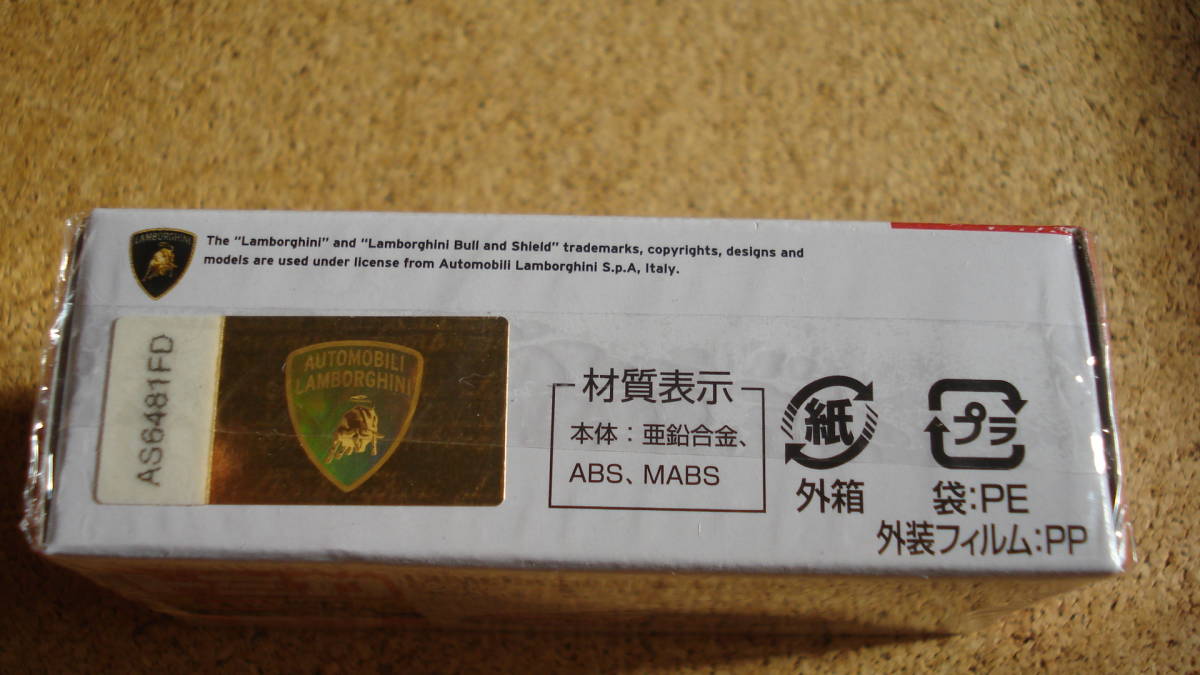 LAMBORGHINI
The "Lamborghini" and "Lamborghini Bull and Shield" trademarks, copyrights, designs and
models are used under license from Automobili Lamborghini S.p.A, Italy.
AS6481FD
AUTOMOBILI
LAMBORGHINI
材質表示
本体：亜鉛合金、
ABS、MABS
紙
外箱
プラ
袋:PE
外装フィルム:PP